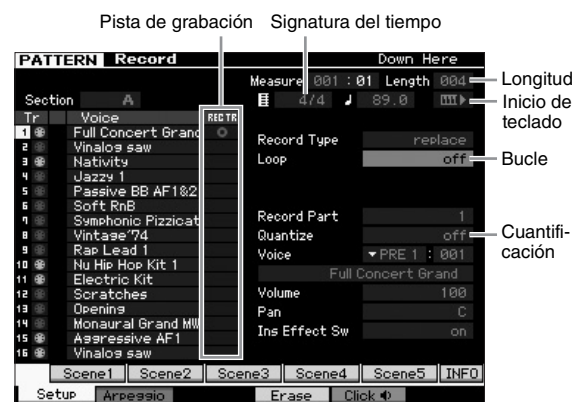 Pista de grabación Signatura del tiempo
PATTERN Record Down Here
Measure 001 : 01 Length 004
Longitud
Section A 4/4 89.0
Inicio de teclado
Tr Voice REC TR
1 Full Concert Grand
2 Vinalog saw
Record Type replace
3 Nativity
Loop off
Bucle
4 Jazzy 1
5 Passive BB AF1&2
6 Soft RnB
7 Symphonic Pizzicat
Record Part 1
8 Vintage'74
Quantize off
Cuantifi-
cación
9 Rap Lead 1
Voice PRE 1 : 001
10 Nu Hip Hop Kit 1
Full Concert Grand
11 Electric Kit
12 Scratches
Volume 100
13 Opening
Pan C
14 Monaural Grand MW
Ins Effect Sw on
15 Aggressive AF1
16 Vinalog saw
Scene1 Scene2 Scene3 Scene4 Scene5 INFO
Setup Arpeggio Erase Click